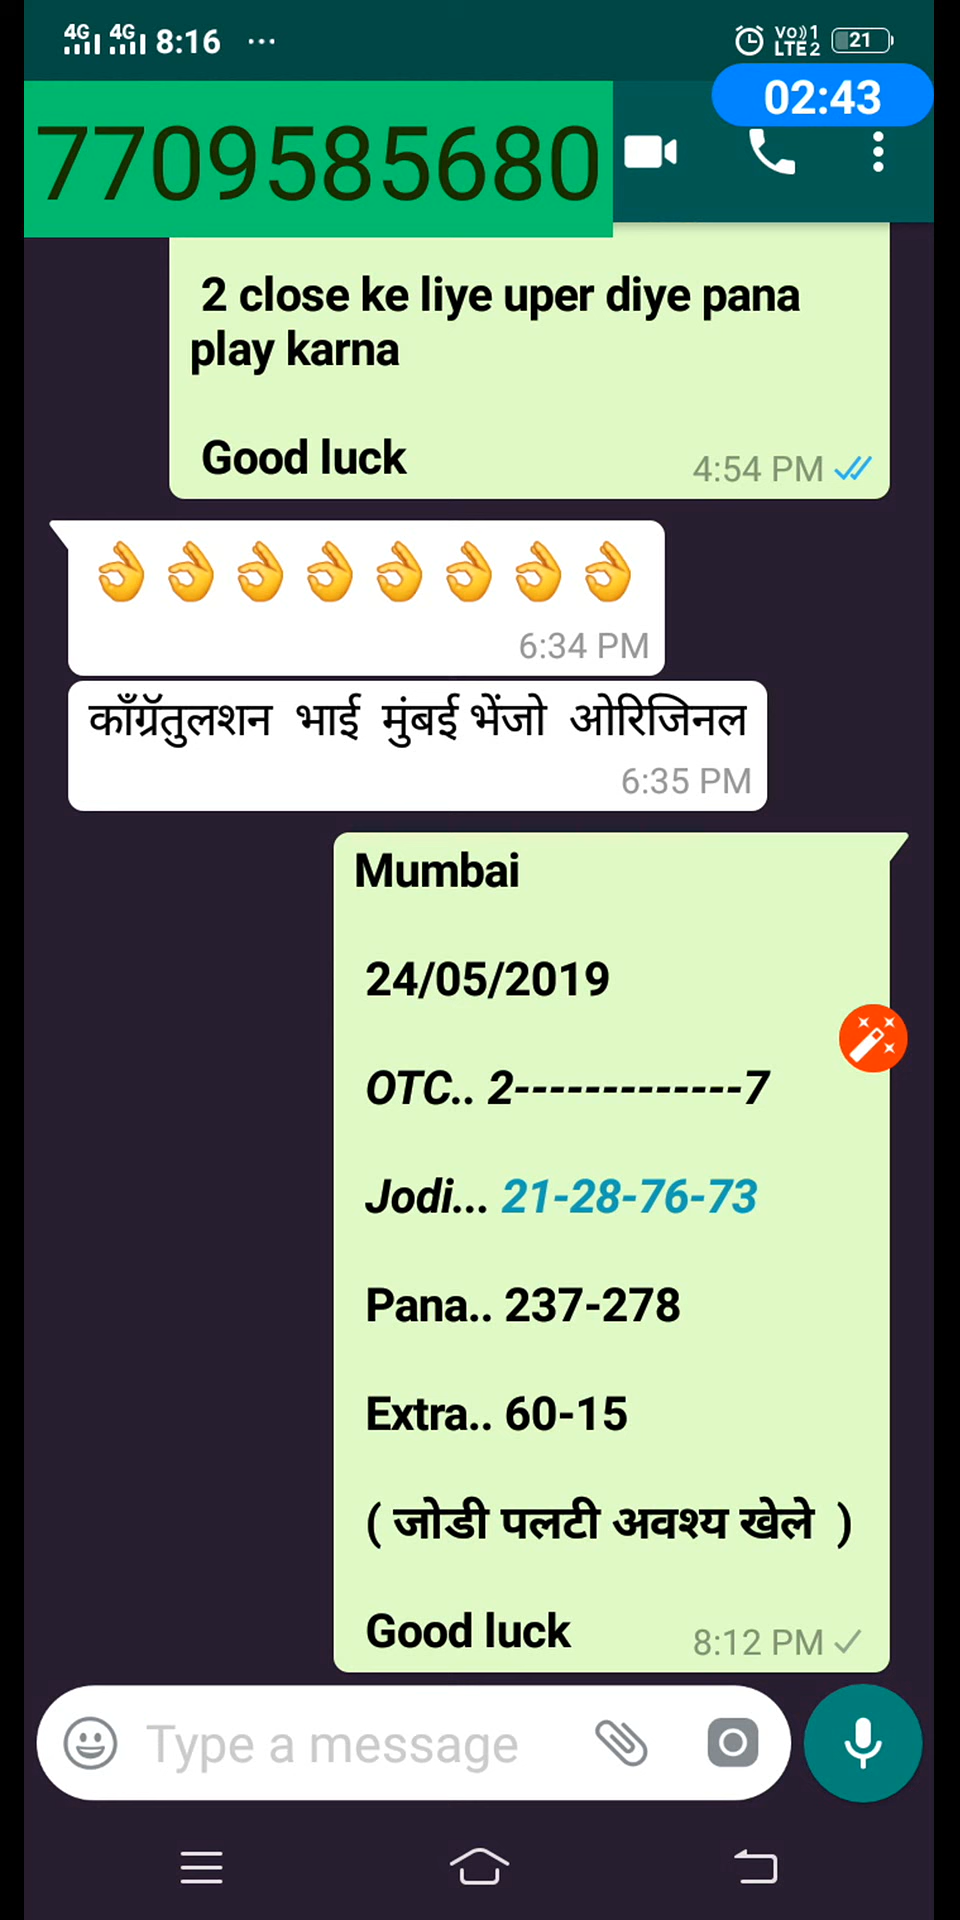 4G 4G 8:16 ...
Vo)) 1
LTE 2
21
02:43
7709585680
2 close ke liye uper diye pana
play karna
Good luck
4:54 PM
👌👌👌👌👌👌👌👌
6:34 PM
काँग्रॅतुलशन भाई मुंबई भेंजो ओरिजिनल
6:35 PM
Mumbai
24/05/2019
OTC.. 2-------------7
Jodi... 21-28-76-73
Pana.. 237-278
Extra.. 60-15
( जोडी पलटी अवश्य खेले )
Good luck
8:12 PM
Type a message